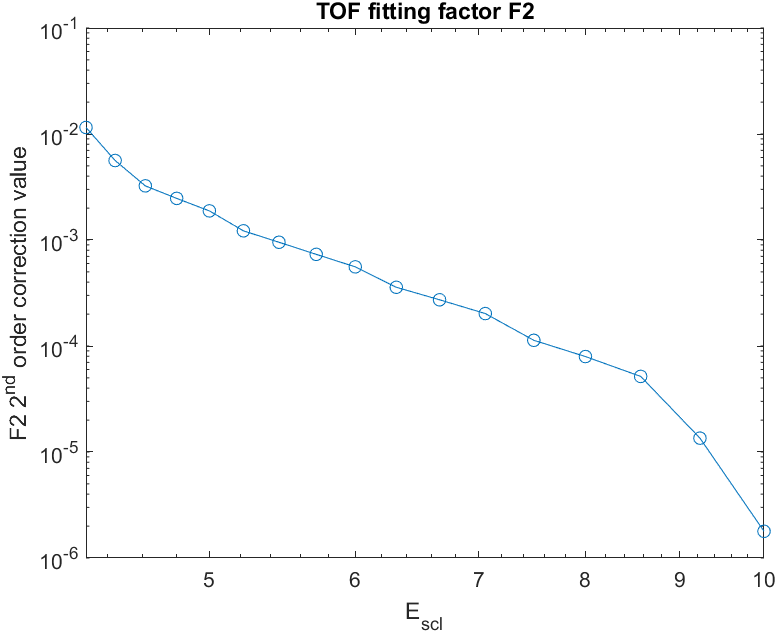 TOF fitting factor F2
10^-1
10^-2
10^-3
10^-4
10^-5
10^-6
F2 2^nd order correction value
5 6 7 8 9 10
E_scl